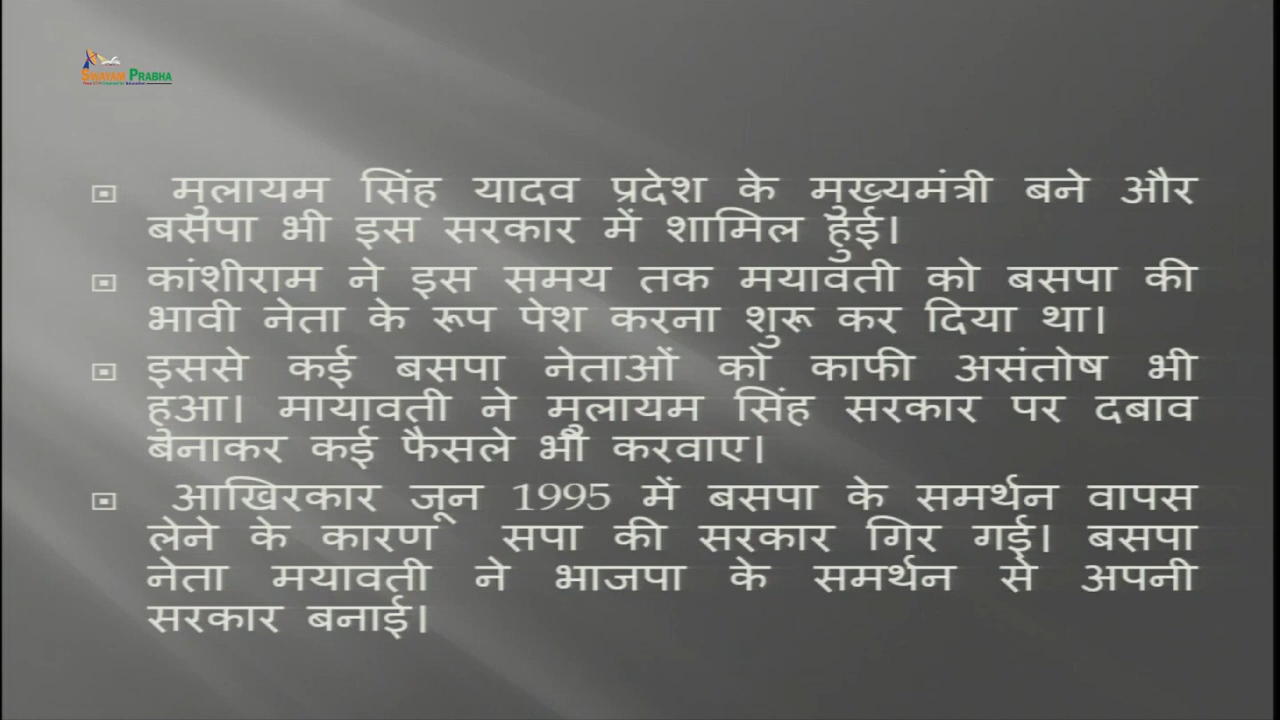 SWAYAM PRABHA
मुलायम सिंह यादव प्रदेश के मुख्यमंत्री बने और
बसपा भी इस सरकार में शामिल हुई।
कांशीराम ने इस समय तक मयावती को बसपा की
भावी नेता के रूप पेश करना शुरू कर दिया था।
इससे कई बसपा नेताओं को काफी असंतोष भी
हुआ। मायावती ने मुलायम सिंह सरकार पर दबाव
बनाकर कई फैसले भी करवाए।
आखिरकार जून 1995 में बसपा के समर्थन वापस
लेने के कारण सपा की सरकार गिर गई। बसपा
नेता मयावती ने भाजपा के समर्थन से अपनी
सरकार बनाई।